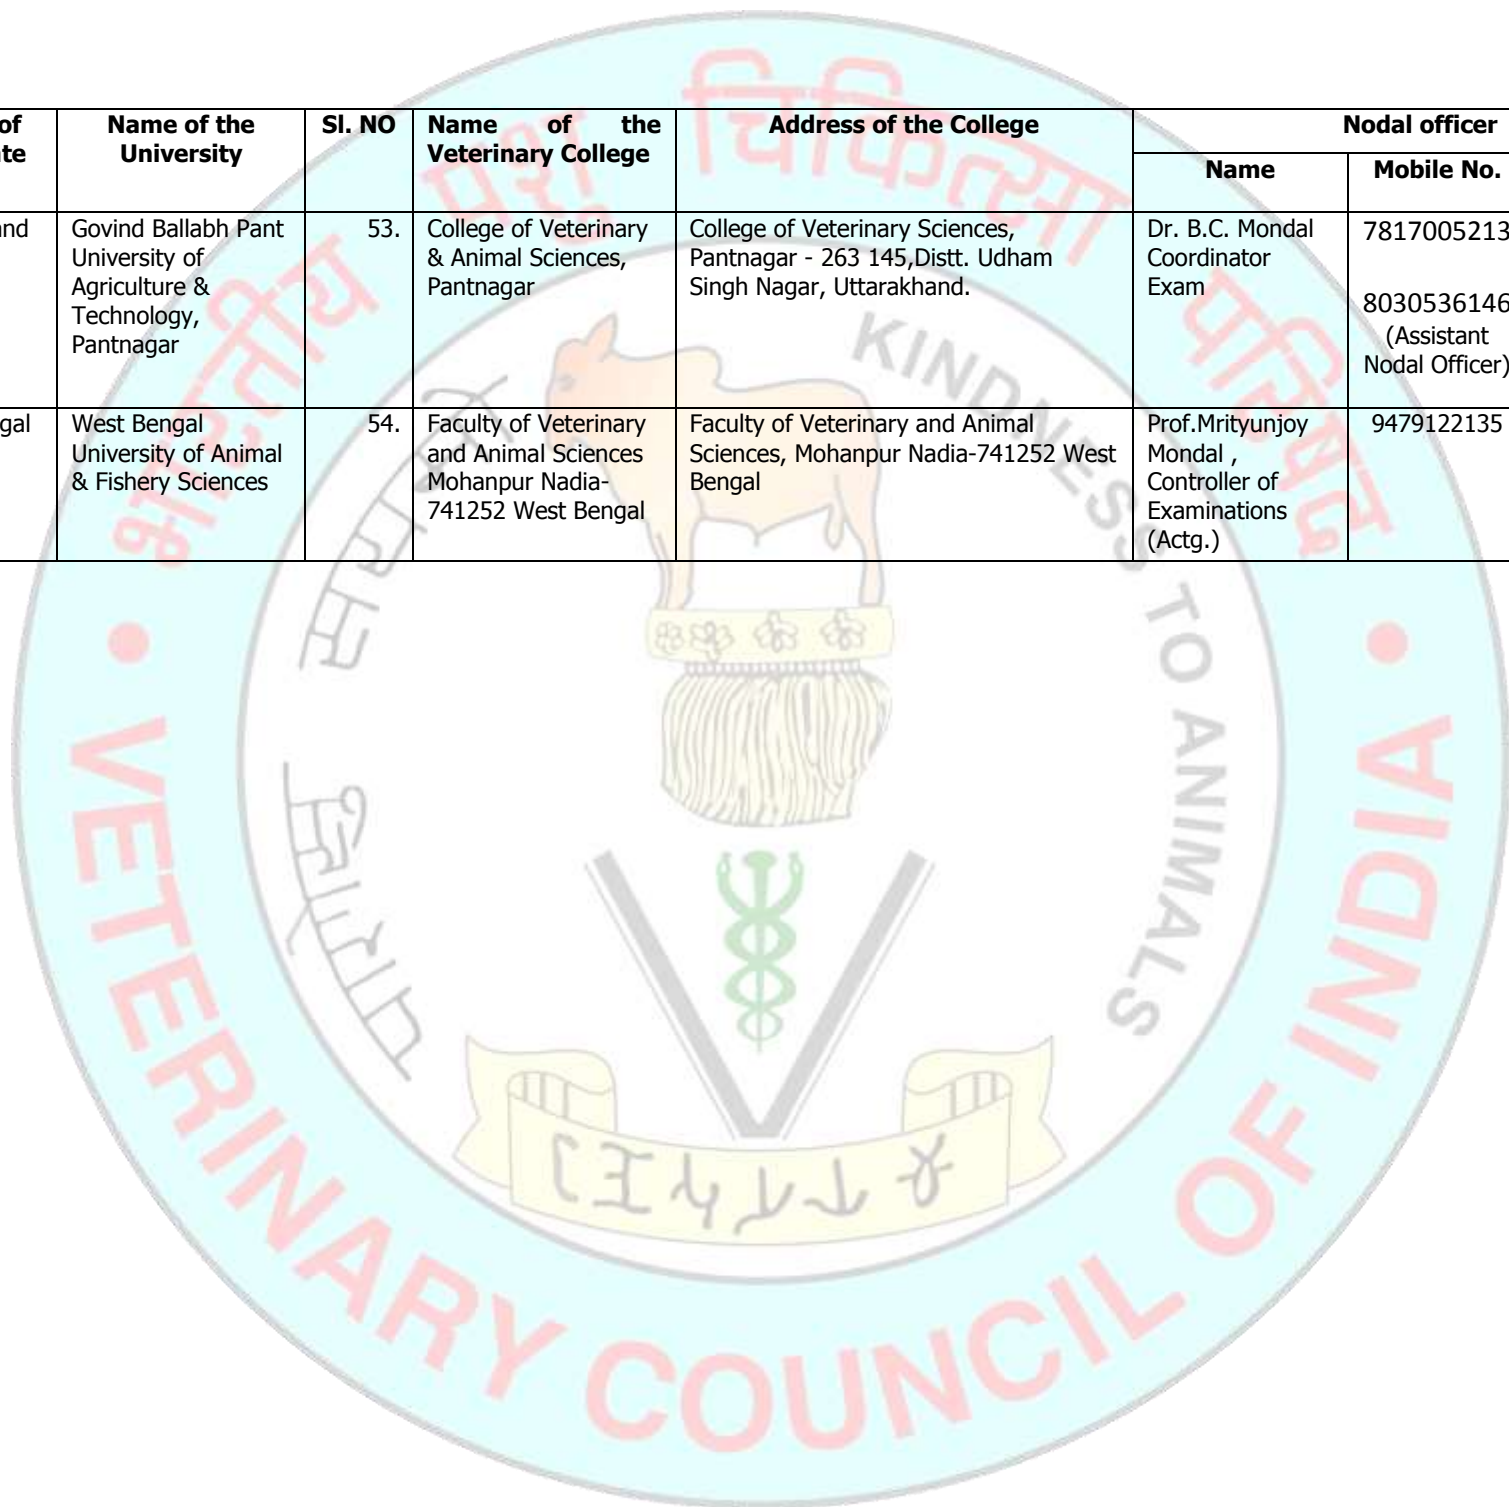 of
te
Name of the
University
Sl. NO
Name of the
Veterinary College
Address of the College
Nodal officer
Name
Mobile No.
and
Govind Ballabh Pant
University of
Agriculture &
Technology,
Pantnagar
53.
College of Veterinary
& Animal Sciences,
Pantnagar
College of Veterinary Sciences,
Pantnagar - 263 145,Distt. Udham
Singh Nagar, Uttarakhand.
Dr. B.C. Mondal
Coordinator
Exam
7817005213
8030536146
(Assistant
Nodal Officer)
gal
West Bengal
University of Animal
& Fishery Sciences
54.
Faculty of Veterinary
and Animal Sciences
Mohanpur Nadia-
741252 West Bengal
Faculty of Veterinary and Animal
Sciences, Mohanpur Nadia-741252 West
Bengal
Prof.Mrityunjoy
Mondal ,
Controller of
Examinations
(Actg.)
9479122135
भारतीय पशु चिकित्सा परिषद्
KINDNESS TO ANIMALS
VETERINARY COUNCIL OF INDIA